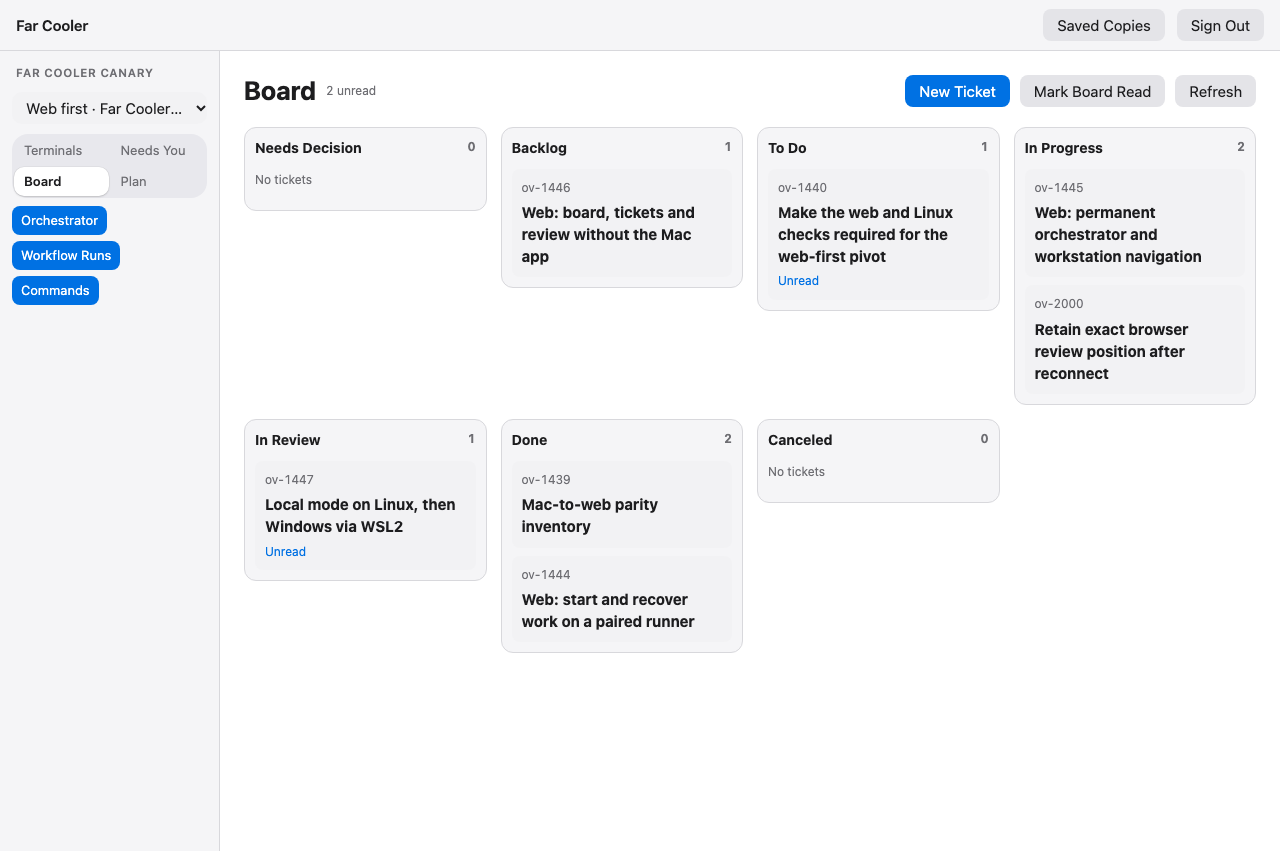 Far Cooler
Saved Copies
Sign Out
FAR COOLER CANARY
Web first · Far Cooler...
Terminals
Needs You
Board
Plan
Orchestrator
Workflow Runs
Commands
Board
2 unread
New Ticket
Mark Board Read
Refresh
Needs Decision
0
No tickets
Backlog
1
ov-1446
Web: board, tickets and
review without the Mac
app
To Do
1
ov-1440
Make the web and Linux
checks required for the
web-first pivot
Unread
In Progress
2
ov-1445
Web: permanent
orchestrator and
workstation navigation
ov-2000
Retain exact browser
review position after
reconnect
In Review
1
ov-1447
Local mode on Linux, then
Windows via WSL2
Unread
Done
2
ov-1439
Mac-to-web parity
inventory
ov-1444
Web: start and recover
work on a paired runner
Canceled
0
No tickets